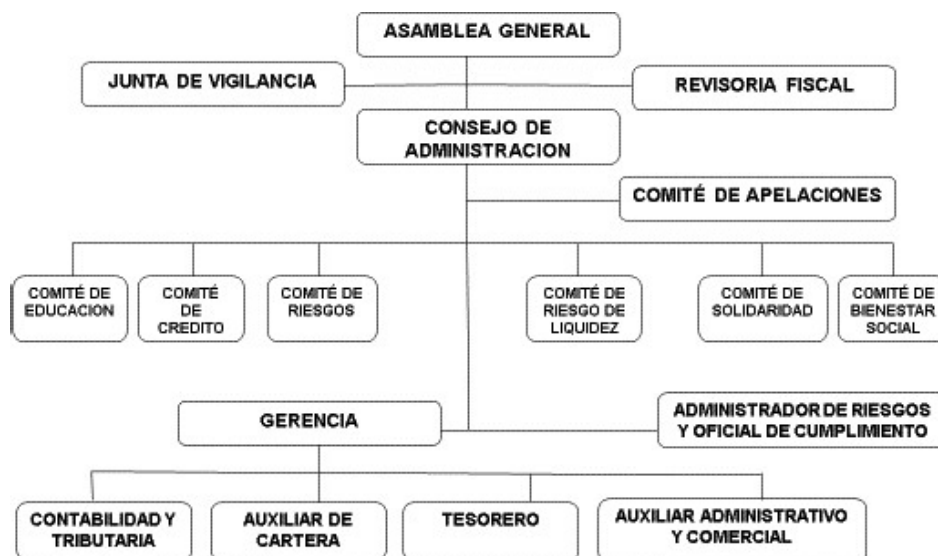 ASAMBLEA GENERAL
JUNTA DE VIGILANCIA
REVISORIA FISCAL
CONSEJO DE
ADMINISTRACION
COMITÉ DE APELACIONES
COMITÉ DE
EDUCACION
COMITÉ
DE
CREDITO
COMITÉ DE
RIESGOS
COMITÉ DE
RIESGO DE
LIQUIDEZ
COMITÉ DE
SOLIDARIDAD
COMITÉ DE
BIENESTAR
SOCIAL
GERENCIA
ADMINISTRADOR DE RIESGOS
Y OFICIAL DE CUMPLIMIENTO
CONTABILIDAD Y
TRIBUTARIA
AUXILIAR DE
CARTERA
TESORERO
AUXILIAR ADMINISTRATIVO
Y COMERCIAL